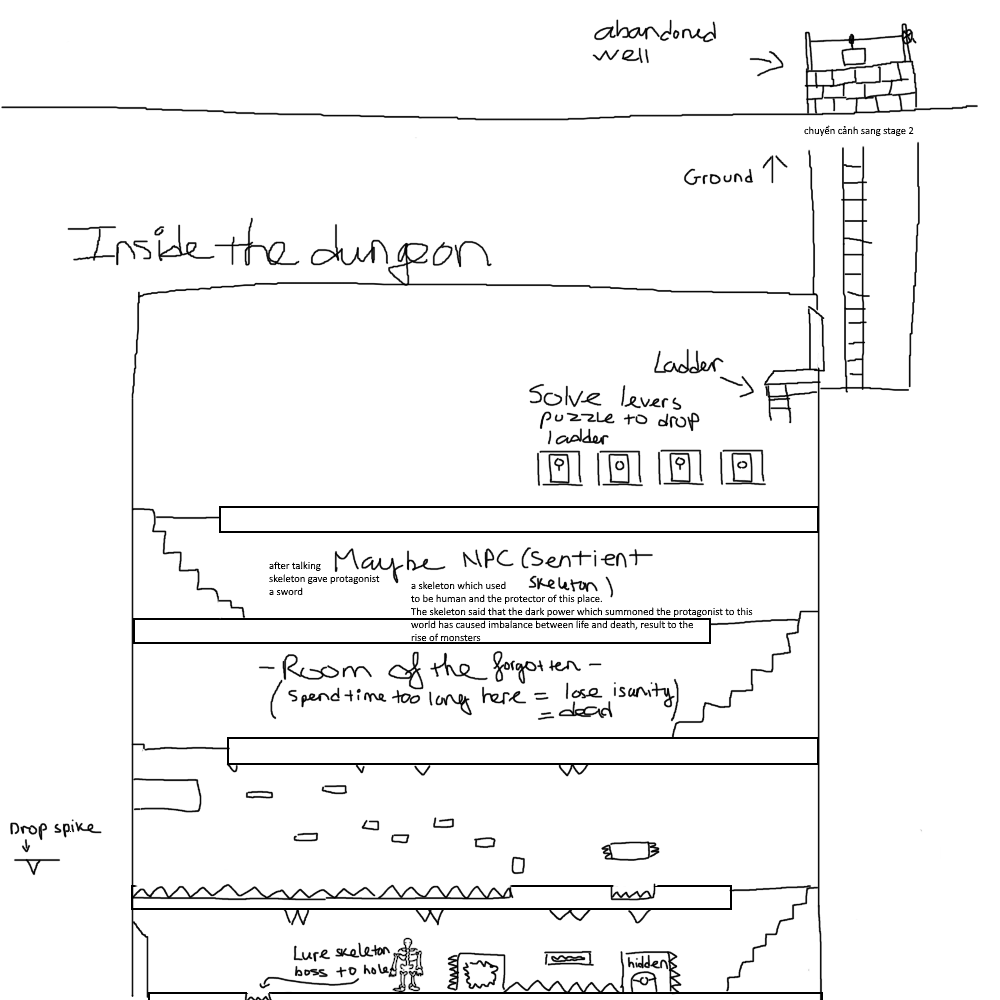 abandoned
well
chuyển cảnh sang stage 2
Ground
Inside the dungeon
Ladder
Solve levers
puzzle to drop
ladder
Maybe NPC (Sentient
skeleton)
after talking
skeleton gave protagonist
a sword
a skeleton which used
to be human and the protector of this place.
The skeleton said that the dark power which summoned the protagonist to this
world has caused imbalance between life and death, result to the
rise of monsters
- Room of the forgotten -
(spend time too long here = lose isanity)
= dead
Drop spike
Lure skeleton
boss to hole
hidden